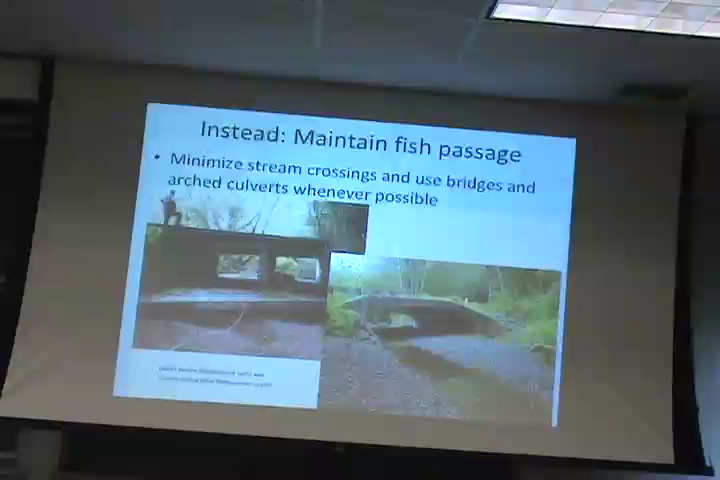 Instead: Maintain fish passage
• Minimize stream crossings and use bridges and
arched culverts whenever possible